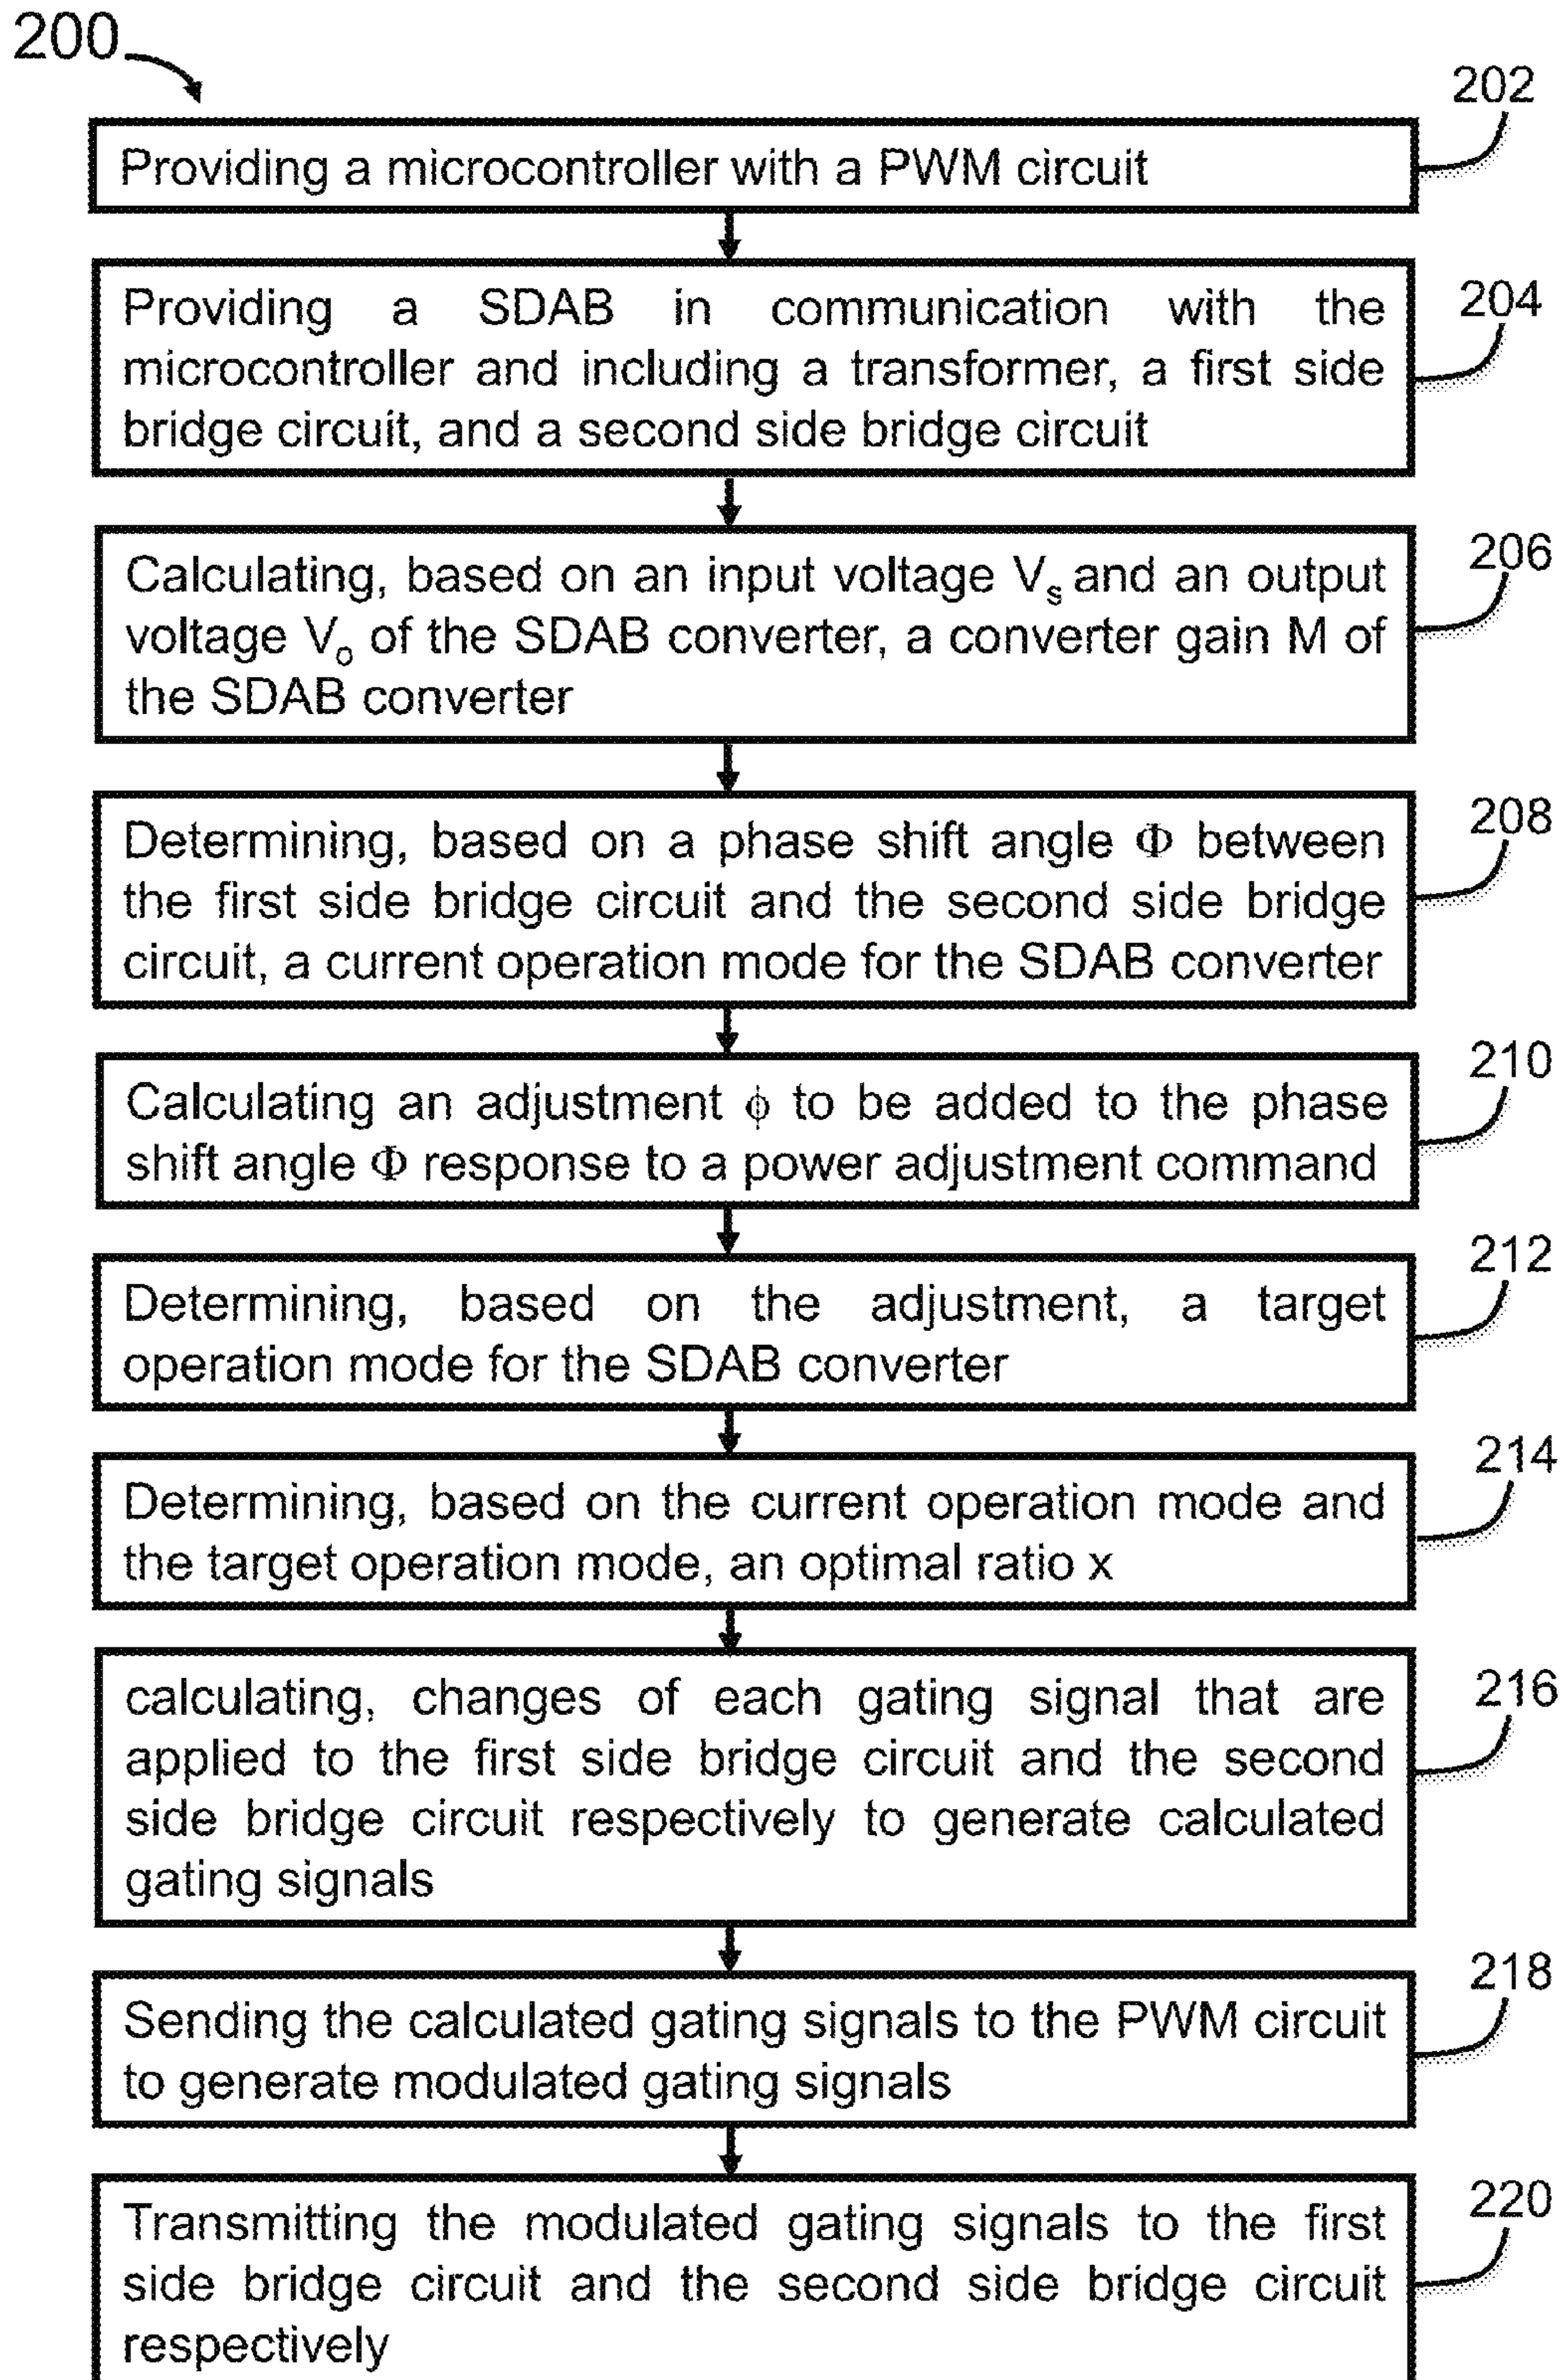 200
202
Providing a microcontroller with a PWM circuit
204
Providing a SDAB in communication with the
microcontroller and including a transformer, a first side
bridge circuit, and a second side bridge circuit
206
Calculating, based on an input voltage Vs and an output
voltage Vo of the SDAB converter, a converter gain M of
the SDAB converter
208
Determining, based on a phase shift angle Φ between
the first side bridge circuit and the second side bridge
circuit, a current operation mode for the SDAB converter
210
Calculating an adjustment ϕ to be added to the phase
shift angle Φ response to a power adjustment command
212
Determining, based on the adjustment, a target
operation mode for the SDAB converter
214
Determining, based on the current operation mode and
the target operation mode, an optimal ratio x
216
calculating, changes of each gating signal that are
applied to the first side bridge circuit and the second
side bridge circuit respectively to generate calculated
gating signals
218
Sending the calculated gating signals to the PWM circuit
to generate modulated gating signals
220
Transmitting the modulated gating signals to the first
side bridge circuit and the second side bridge circuit
respectively